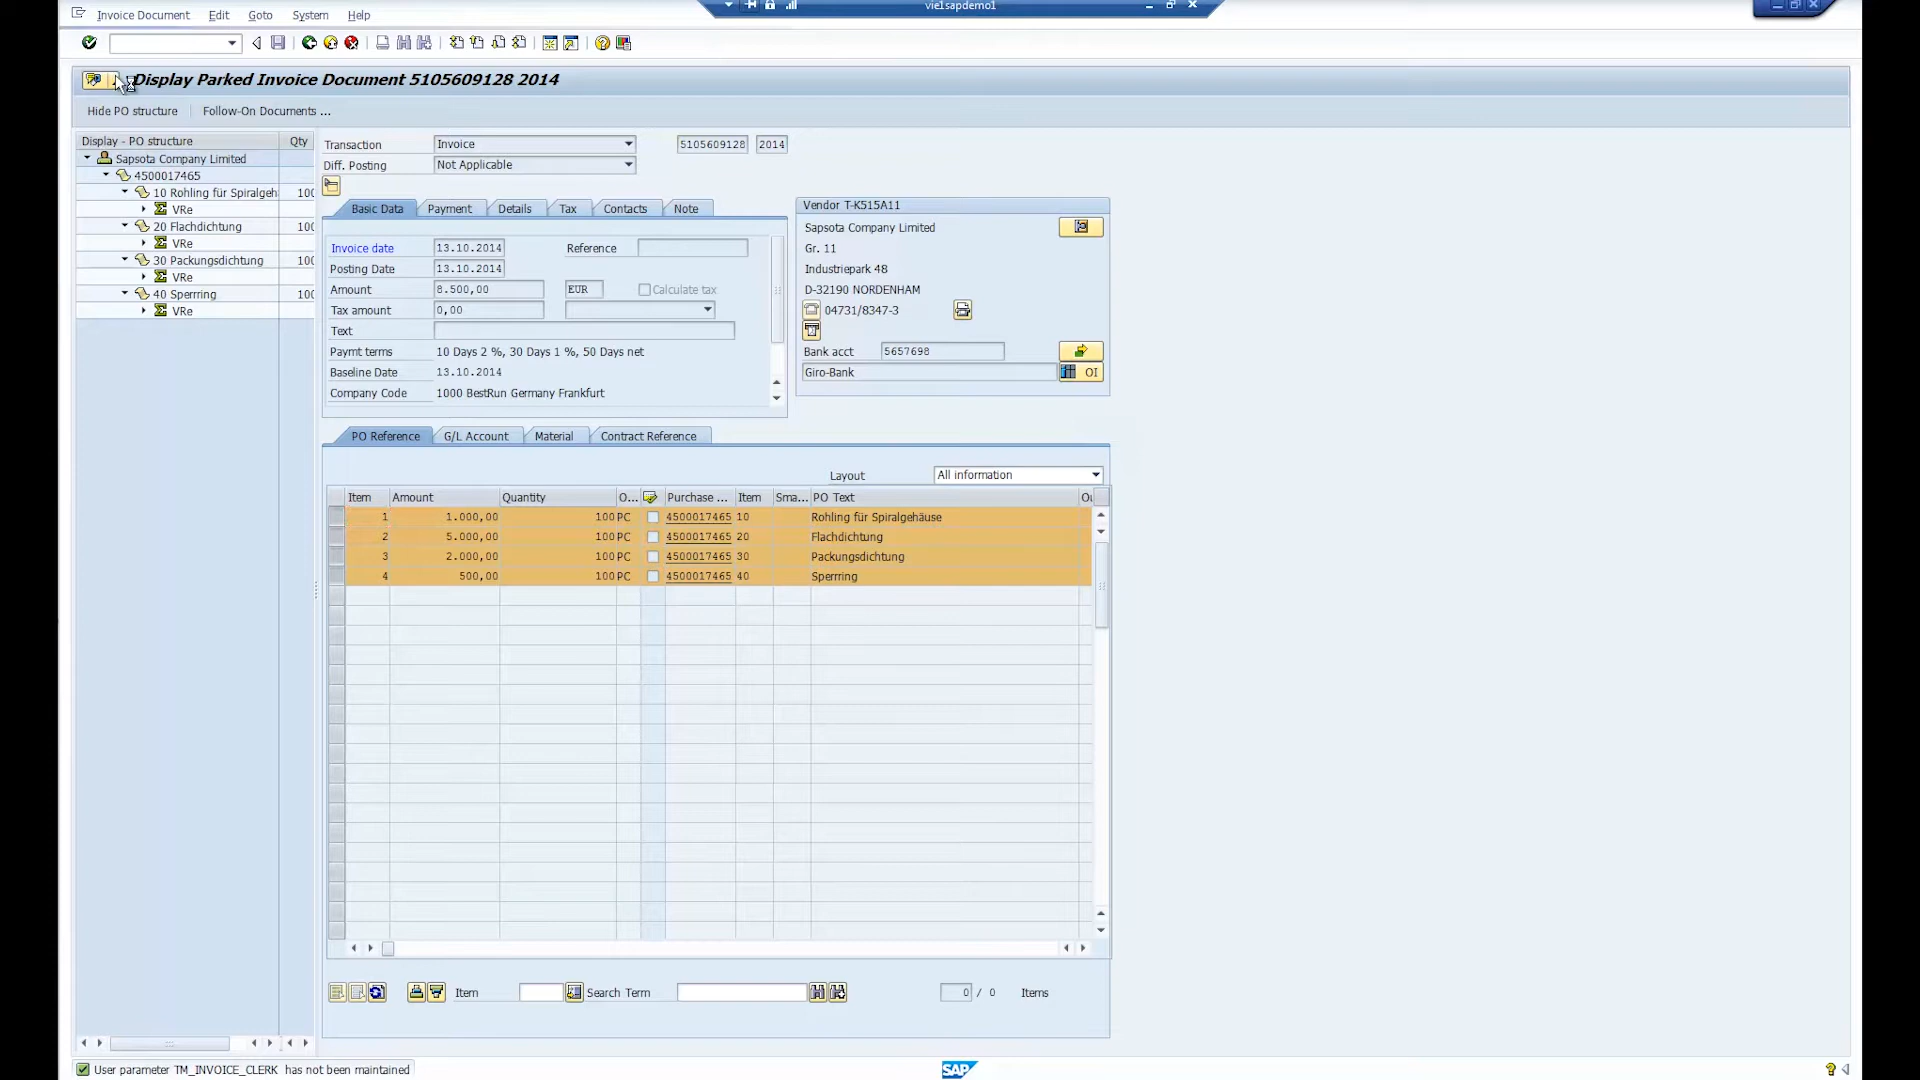 vie1sapdemo1
Invoice Document Edit Goto System Help
Display Parked Invoice Document 5105609128 2014
Hide PO structure Follow-On Documents ...
Display - PO structure Qty
Sapsota Company Limited
4500017465
10 Rohling für Spiralgeh 100
VRe
20 Flachdichtung 100
VRe
30 Packungsdichtung 100
VRe
40 Sperrring 100
VRe
Transaction Invoice 5105609128 2014
Diff. Posting Not Applicable
Basic Data Payment Details Tax Contacts Note
Invoice date 13.10.2014 Reference
Posting Date 13.10.2014
Amount 8.500,00 EUR Calculate tax
Tax amount 0,00
Text
Paymt terms 10 Days 2 %, 30 Days 1 %, 50 Days net
Baseline Date 13.10.2014
Company Code 1000 BestRun Germany Frankfurt
Vendor T-K515A11
Sapsota Company Limited
Gr. 11
Industriepark 48
D-32190 NORDENHAM
04731/8347-3
Bank acct 5657698
Giro-Bank OI
PO Reference G/L Account Material Contract Reference
Layout All information
Item Amount Quantity O... Purchase ... Item Sma... PO Text
1 1.000,00 100 PC 4500017465 10 Rohling für Spiralgehäuse
2 5.000,00 100 PC 4500017465 20 Flachdichtung
3 2.000,00 100 PC 4500017465 30 Packungsdichtung
4 500,00 100 PC 4500017465 40 Sperrring
Item Search Term 0 / 0 Items
User parameter TM_INVOICE_CLERK has not been maintained
SAP